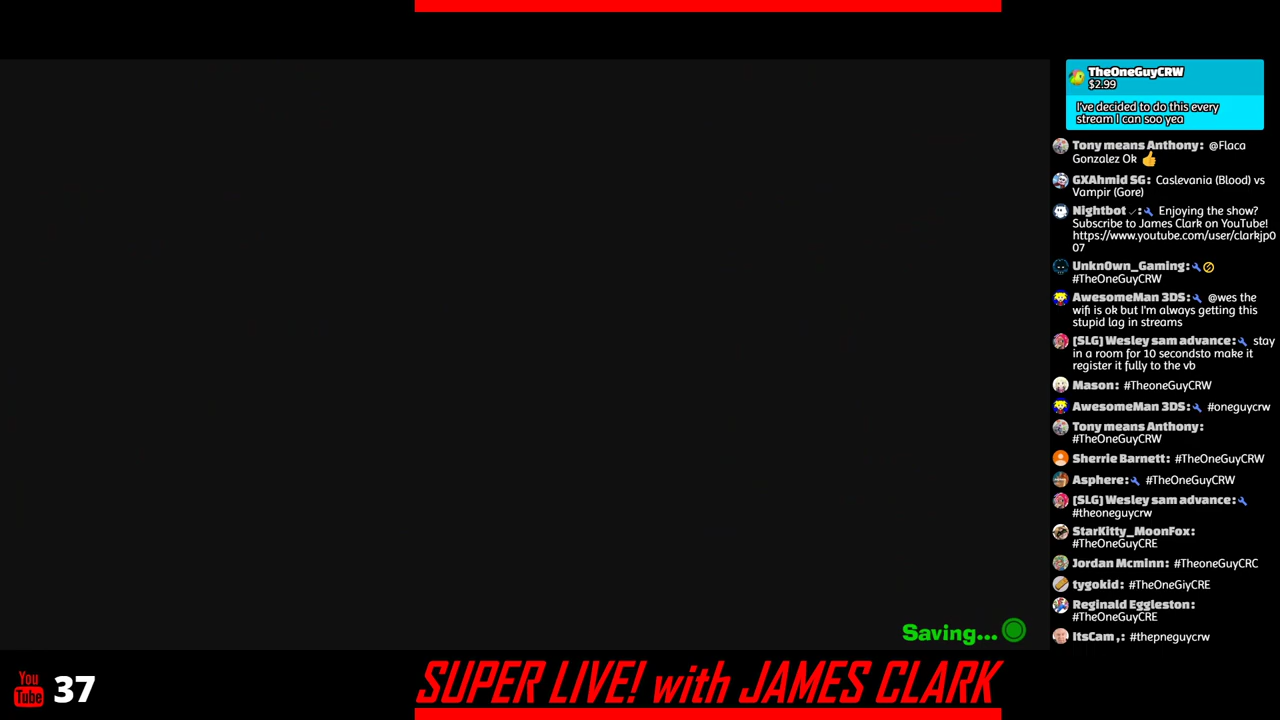 TheOneGuyCRW
$2.99
I've decided to do this every
stream I can soo yea
Tony means Anthony: @Flaca
Gonzalez Ok 👍
GXAhmid SG: Caslevania (Blood) vs
Vampir (Gore)
Nightbot ✓: Enjoying the show?
Subscribe to James Clark on YouTube!
https://www.youtube.com/user/clarkjp0
07
Unkn0wn_Gaming:
#TheOneGuyCRW
AwesomeMan 3DS: @wes the
wifi is ok but I'm always getting this
stupid lag in streams
[SLG] Wesley sam advance: stay
in a room for 10 secondsto make it
register it fully to the vb
Mason: #TheoneGuyCRW
AwesomeMan 3DS: #oneguycrw
Tony means Anthony:
#TheOneGuyCRW
Sherrie Barnett: #TheOneGuyCRW
Asphere: #TheOneGuyCRW
[SLG] Wesley sam advance:
#theoneguycrw
StarKitty_MoonFox:
#TheOneGuyCRE
Jordan Mcminn: #TheoneGuyCRC
tygokid: #TheOneGiyCRE
Reginald Eggleston:
#TheOneGuyCRE
ItsCam ,: #thepneguycrw
Saving...
You
Tube
37
SUPER LIVE! with JAMES CLARK